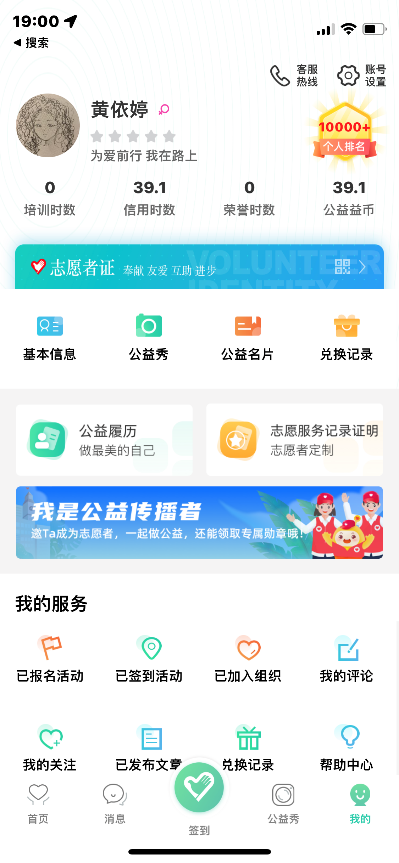 19:00
搜索
客服
热线
账号
设置
黄依婷
为爱前行 我在路上
10000+
个人排名
0
39.1
0
39.1
培训时数
信用时数
荣誉时数
公益益币
志愿者证 奉献 友爱 互助 进步
VOLUNTEER
IDENTITY
基本信息
公益秀
公益名片
兑换记录
公益履历
做最美的自己
志愿服务记录证明
志愿者定制
我是公益传播者
邀Ta成为志愿者,一起做公益,还能领取专属勋章哦!
我的服务
已报名活动
已签到活动
已加入组织
我的评论
我的关注
已发布文章
兑换记录
帮助中心
首页
消息
签到
公益秀
我的